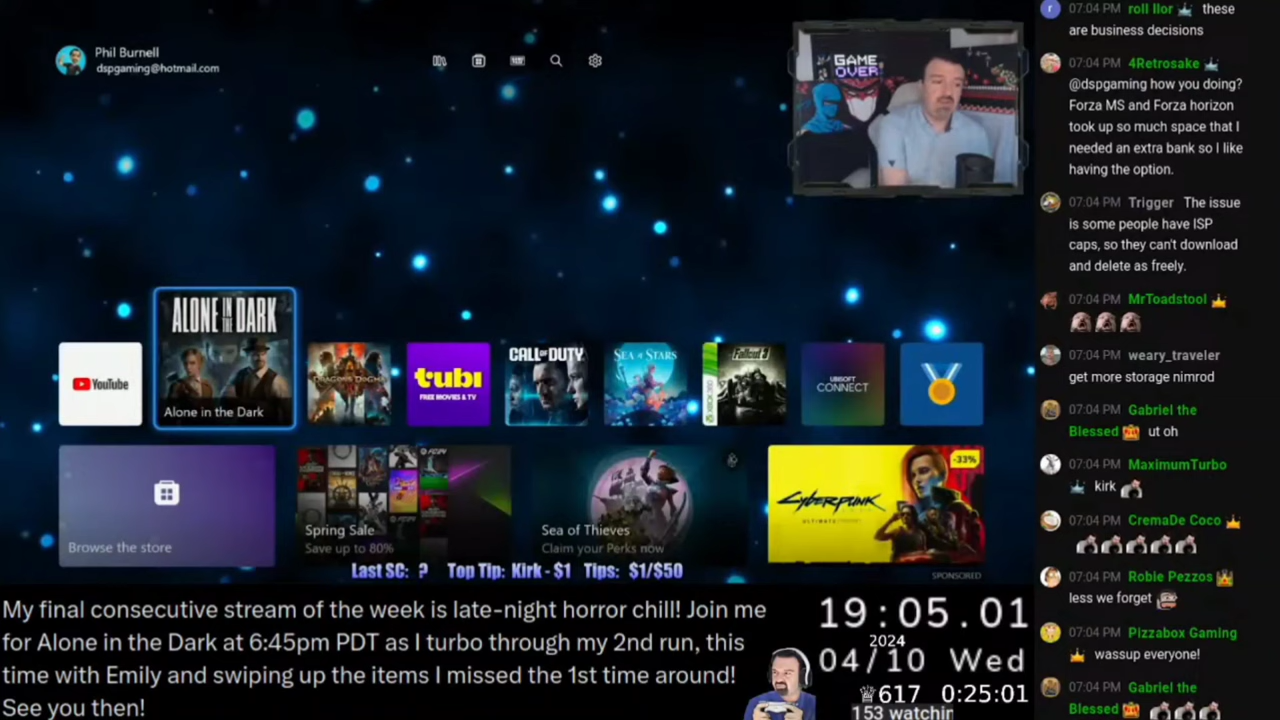 Phil Burnell
dspgaming@hotmail.com
GAME
OVER!
ALONE IN THE DARK
Alone in the Dark
YouTube
DRAGON'S DOGMA
tubi
FREE MOVIES & TV
CALL OF DUTY
SEA OF STARS
XBOX 360
Fallout 3
UBISOFT
CONNECT
Browse the store
Spring Sale
Save up to 80%
Sea of Thieves
Claim your Perks now
-33%
CYBERPUNK
ULTIMATE EDITION
SPONSORED
Last SC: ? Top Tip: Kirk - $1 Tips: $1/$50
My final consecutive stream of the week is late-night horror chill! Join me
for Alone in the Dark at 6:45pm PDT as I turbo through my 2nd run, this
time with Emily and swiping up the items I missed the 1st time around!
See you then!
19:05.01
2024
04/10 Wed
617 0:25:01
153 watchin
roll llor these
are business decisions
07:04 PM 4Retrosake
@dspgaming how you doing?
Forza MS and Forza horizon
took up so much space that I
needed an extra bank so I like
having the option.
07:04 PM Trigger The issue
is some people have ISP
caps, so they can't download
and delete as freely.
07:04 PM MrToadstool
07:04 PM weary_traveler
get more storage nimrod
07:04 PM Gabriel the
Blessed ut oh
07:04 PM MaximumTurbo
kirk
07:04 PM CremaDe Coco
07:04 PM Robie Pezzos
less we forget
07:04 PM Pizzabox Gaming
wassup everyone!
07:04 PM Gabriel the
Blessed